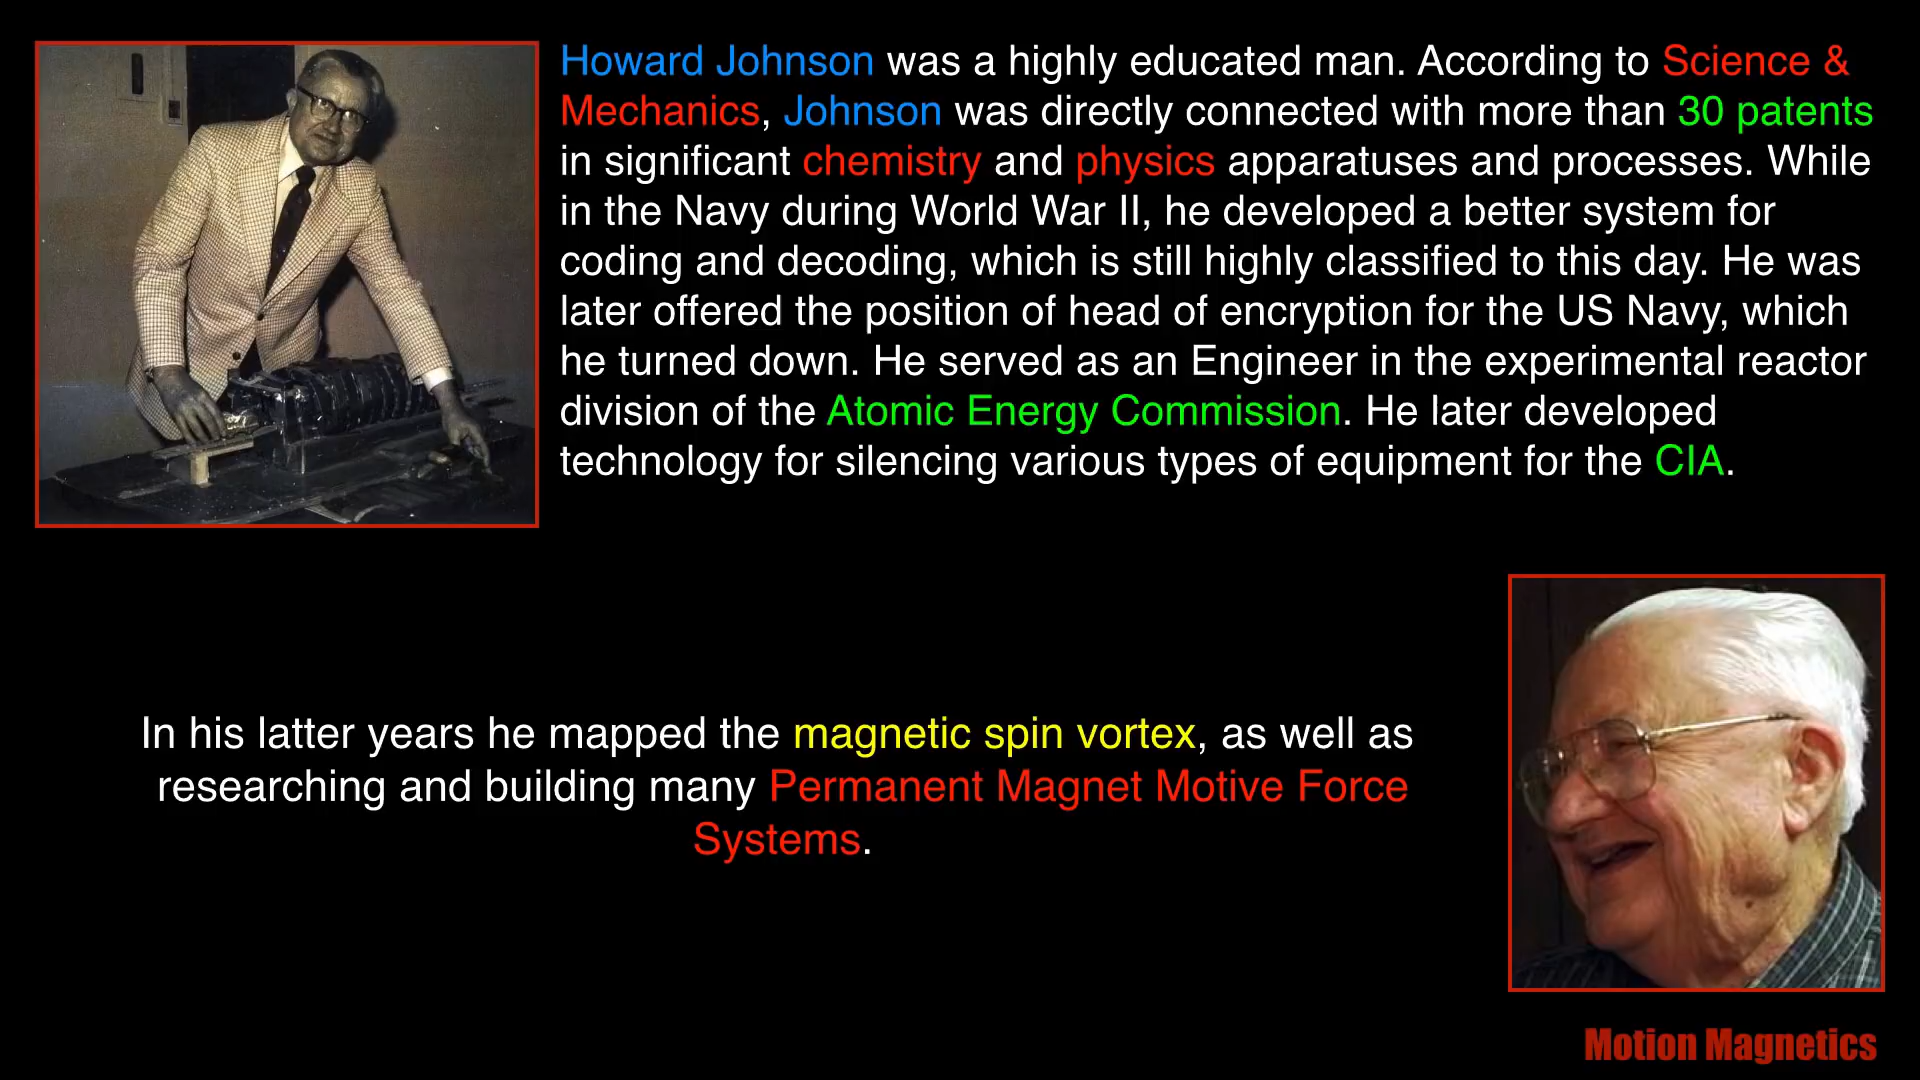 Howard Johnson was a highly educated man. According to Science &
Mechanics, Johnson was directly connected with more than 30 patents
in significant chemistry and physics apparatuses and processes. While
in the Navy during World War II, he developed a better system for
coding and decoding, which is still highly classified to this day. He was
later offered the position of head of encryption for the US Navy, which
he turned down. He served as an Engineer in the experimental reactor
division of the Atomic Energy Commission. He later developed
technology for silencing various types of equipment for the CIA.
In his latter years he mapped the magnetic spin vortex, as well as
researching and building many Permanent Magnet Motive Force
Systems.
Motion Magnetics